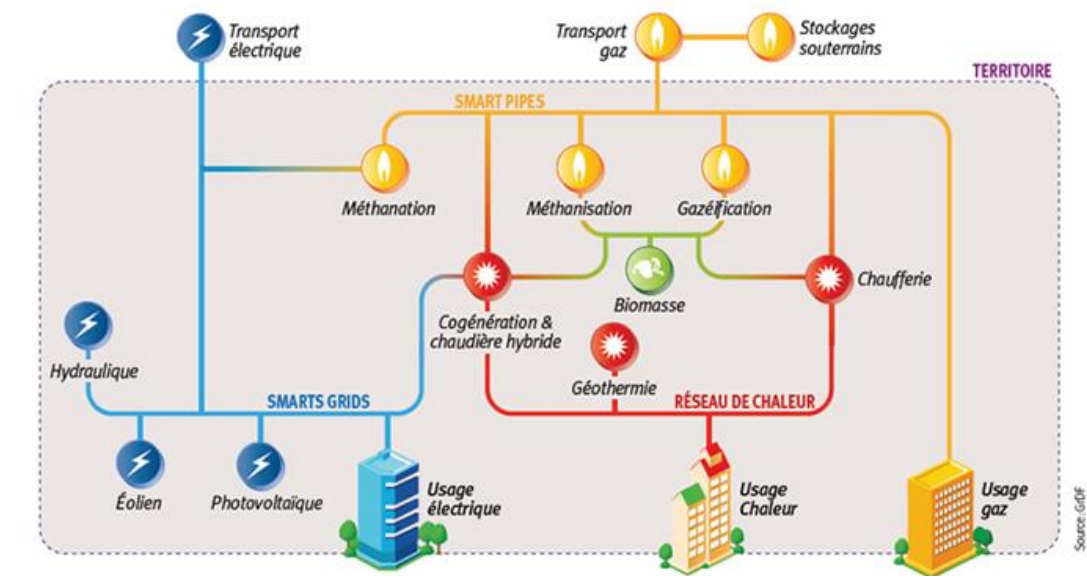 Transport
électrique
Transport
gaz
Stockages
souterrains
TERRITOIRE
SMART PIPES
Méthanation
Méthanisation
Gazéification
Biomasse
Chaufferie
Cogénération &
chaudière hybride
Hydraulique
Géothermie
SMARTS GRIDS
RÉSEAU DE CHALEUR
Éolien
Photovoltaïque
Usage
électrique
Usage
Chaleur
Usage
gaz
Source : GrDF